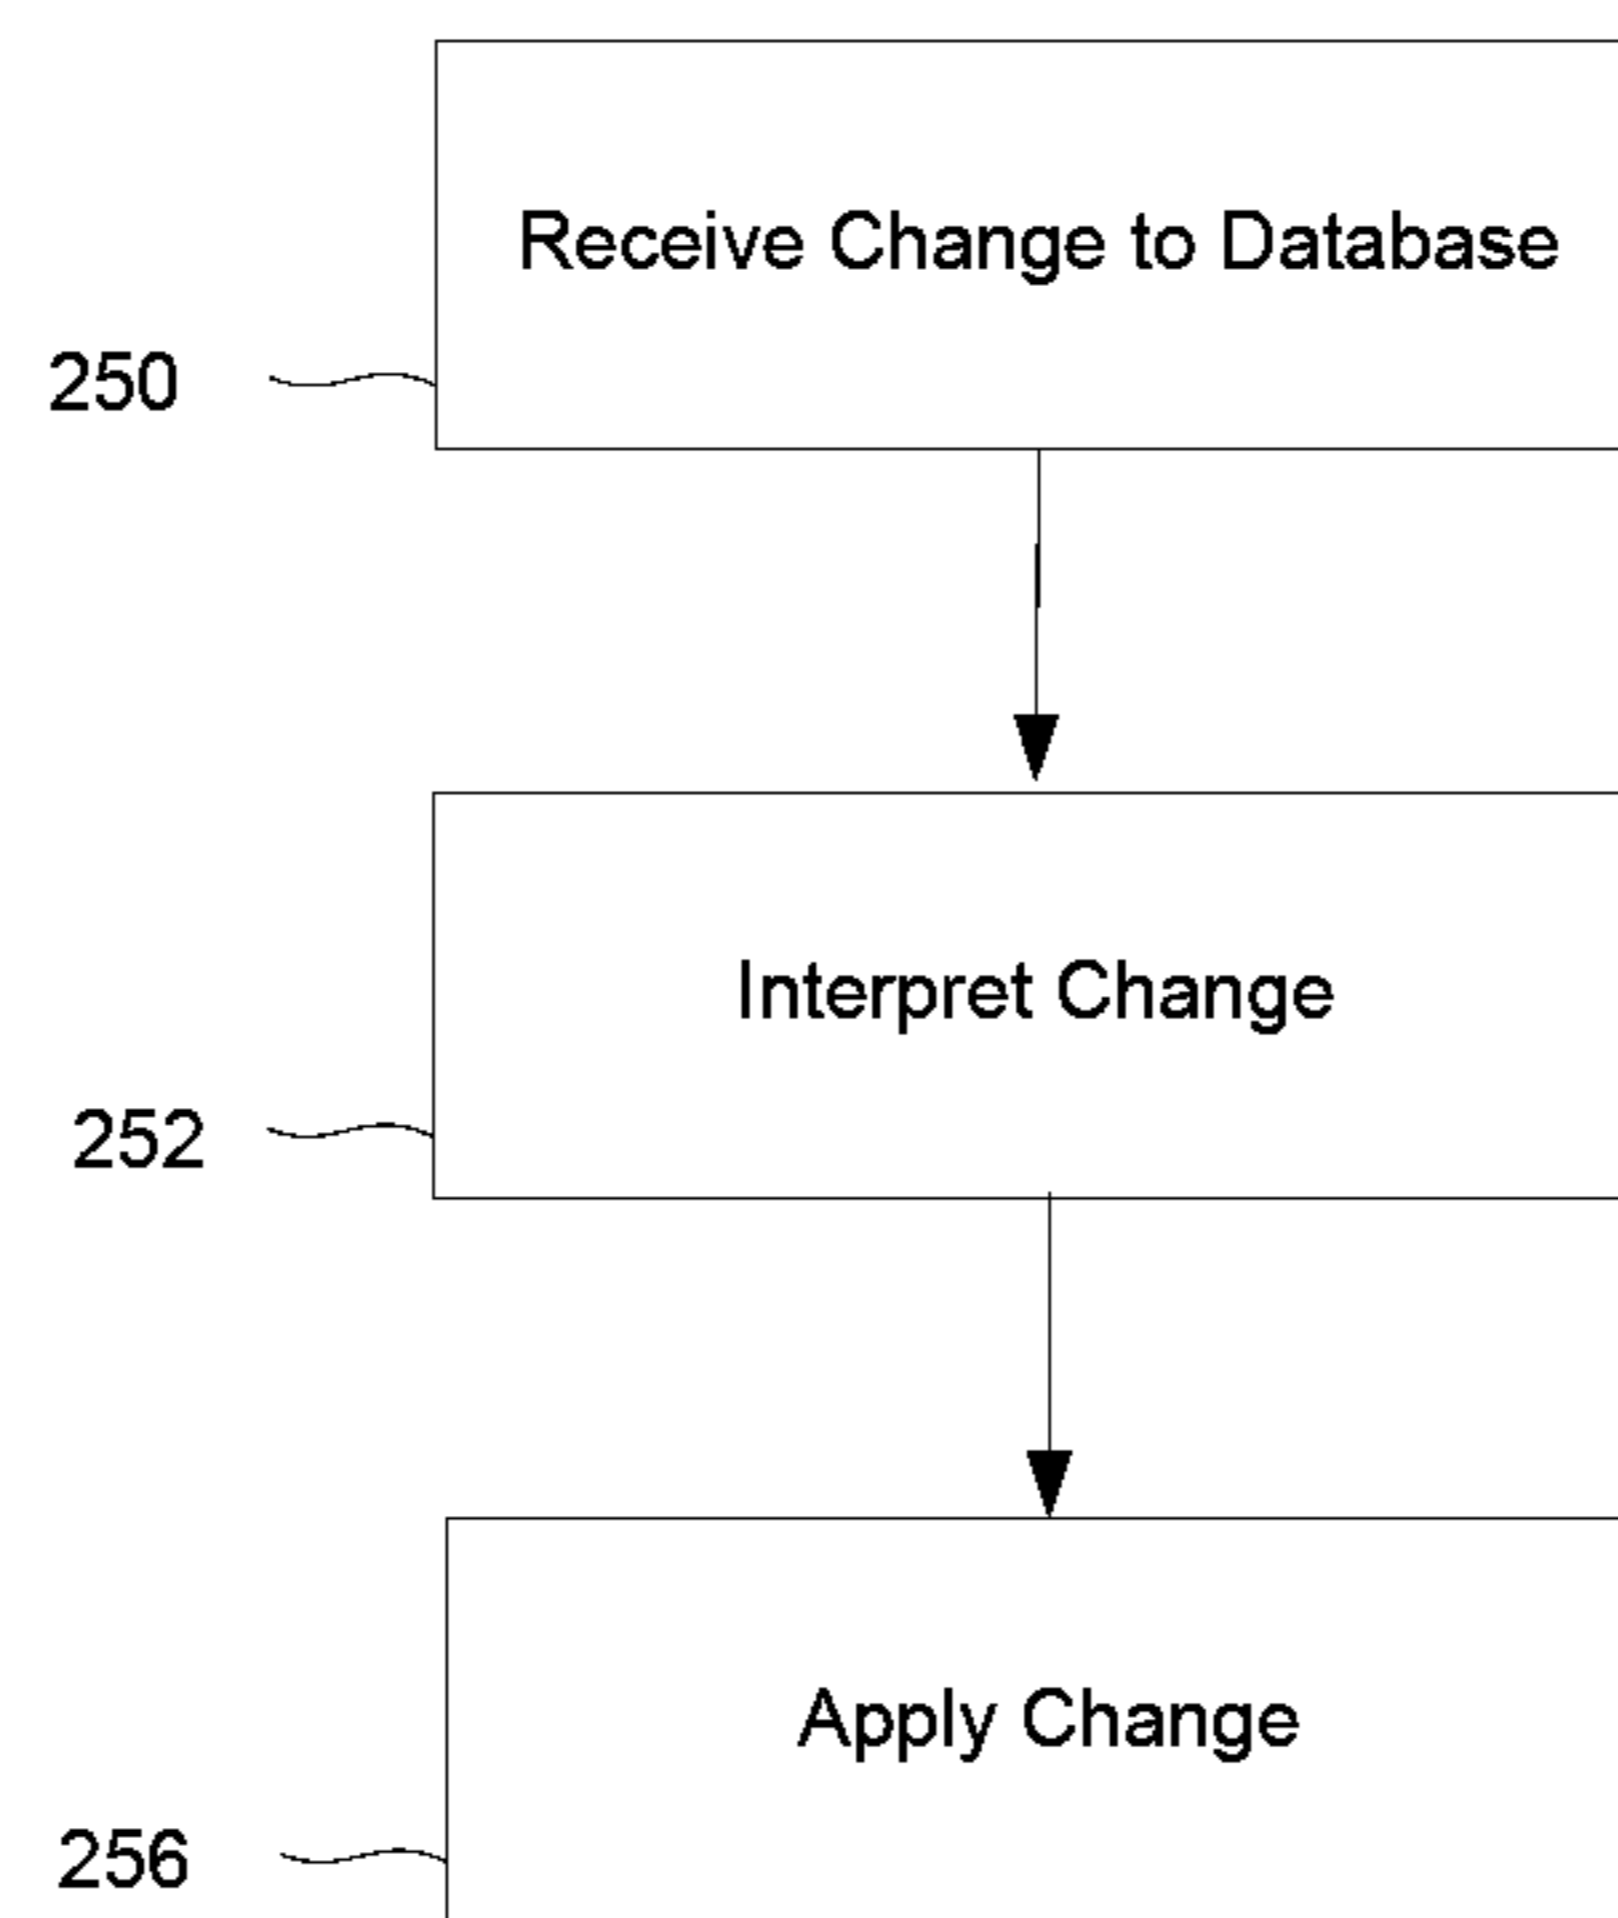 Receive Change to Database
250
Interpret Change
252
Apply Change
256